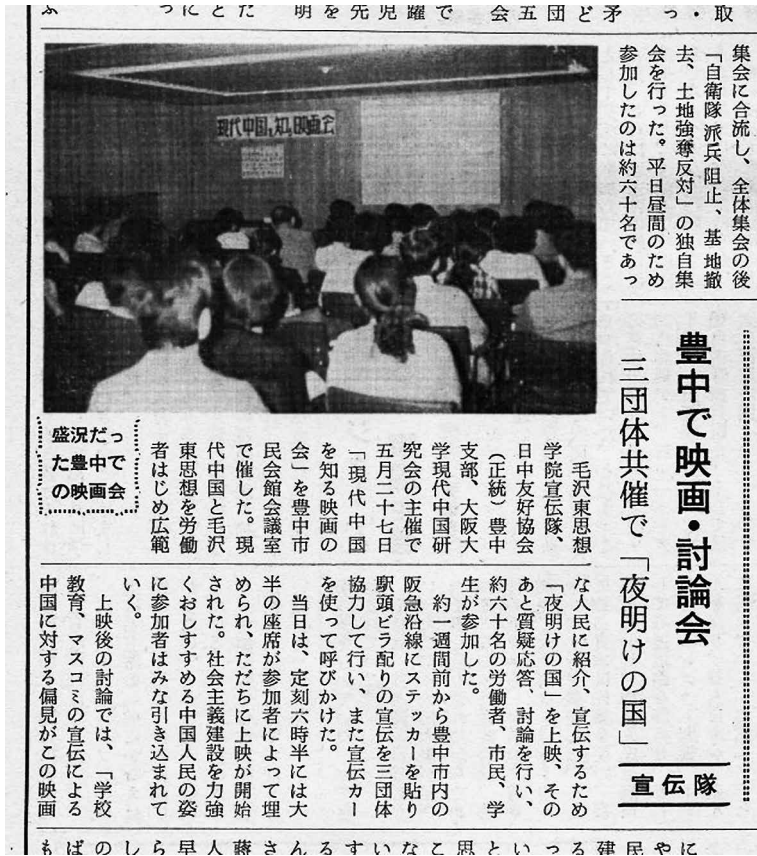 集会に合流し、全体集会の後
「自衛隊派兵阻止、基地撤
去、土地強奪反対」の独自集
会を行った。平日昼間のため
参加したのは約六十名であっ
現代中国を知る映画会
豊中で映画・討論会
三団体共催で「夜明けの国」
宣伝隊
盛況だっ
た豊中で
の映画会
毛沢東思想
学院宣伝隊、
日中友好協会
（正統）豊中
支部、大阪大
学現代中国研
究会の主催で
五月二十七日
「現代中国
を知る映画の
会」を豊中市
民会館会議室
で催した。現
代中国と毛沢
東思想を労働
者はじめ広範
な人民に紹介、宣伝するため
「夜明けの国」を上映、その
あと質疑応答、討論を行い、
約六十名の労働者、市民、学
生が参加した。
約一週間前から豊中市内の
阪急沿線にステッカーを貼り
駅頭ビラ配りの宣伝を三団体
協力して行い、また宣伝カー
を使って呼びかけた。
当日は、定刻六時半には大
半の座席が参加者によって埋
められ、ただちに上映が開始
された。社会主義建設を力強
くおしすすめる中国人民の姿
に参加者はみな引き込まれて
いく。
上映後の討論では、「学校
教育、マスコミの宣伝による
中国に対する偏見がこの映画